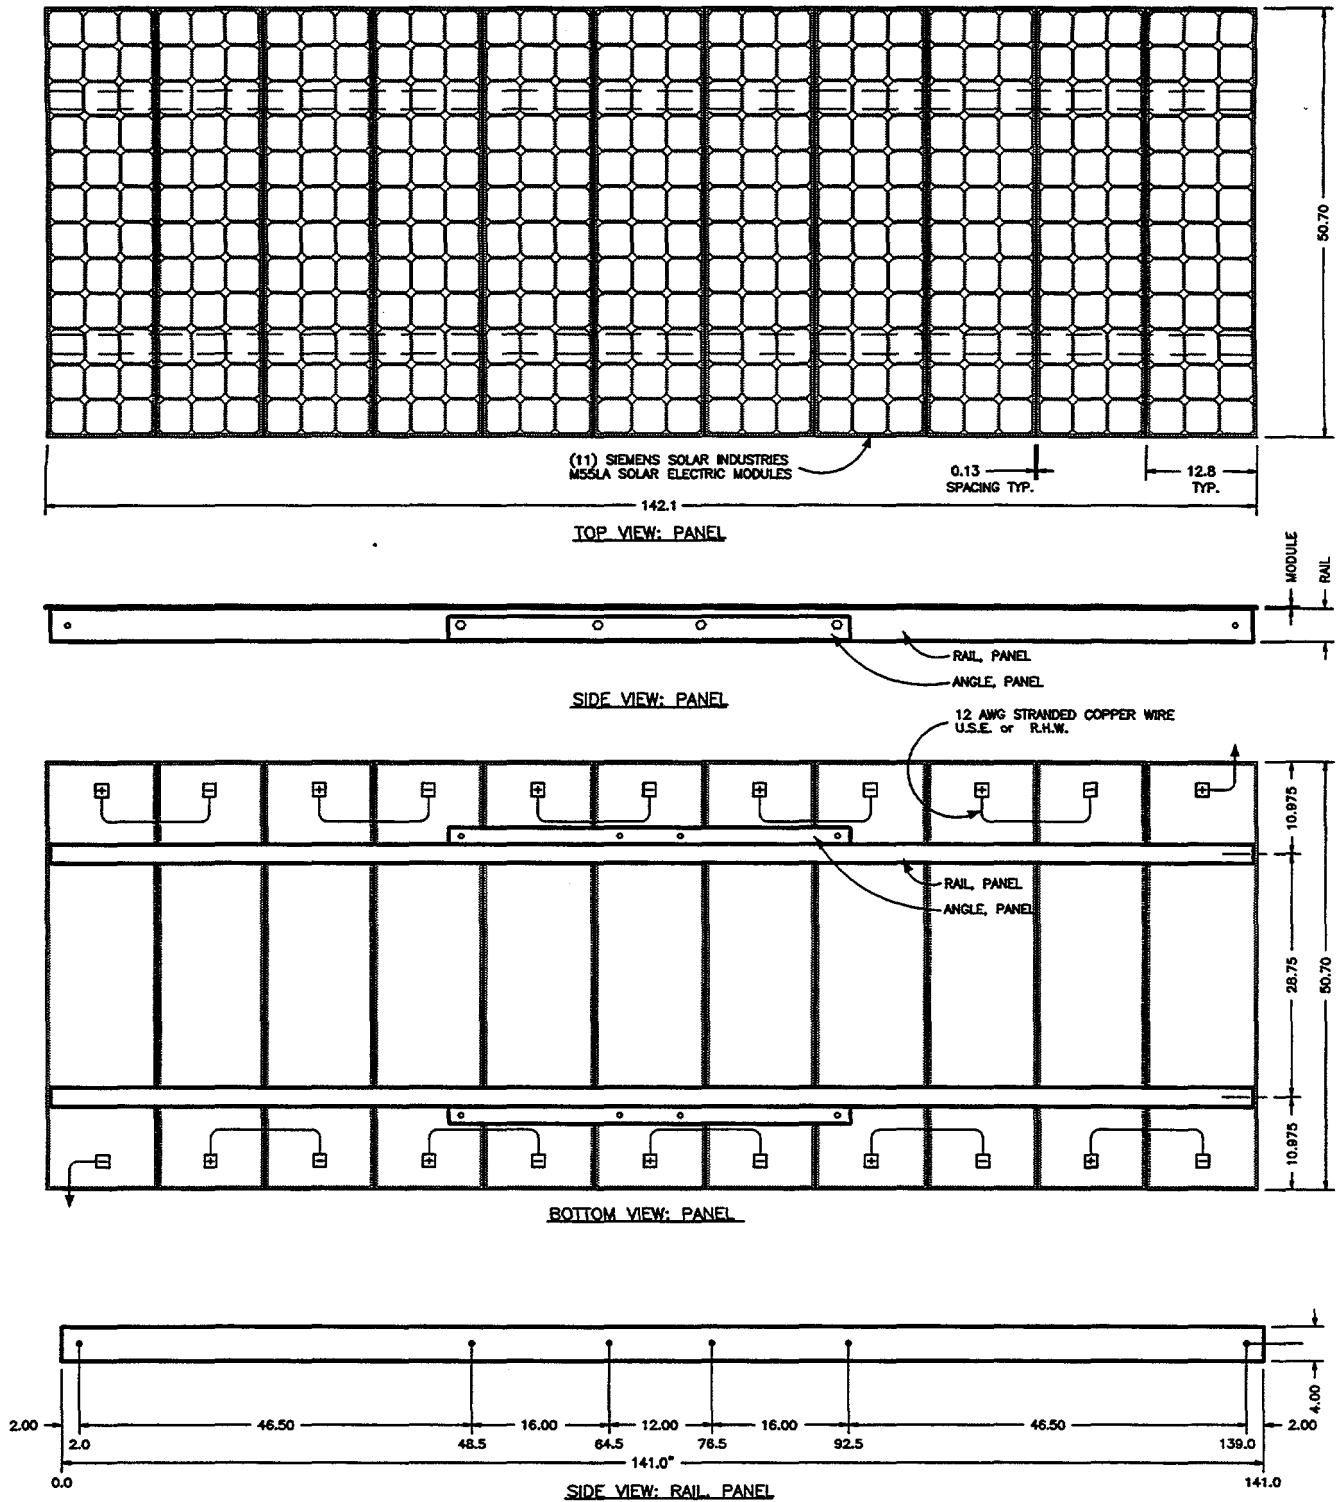 50.70
(11) SIEMENS SOLAR INDUSTRIES
M55LA SOLAR ELECTRIC MODULES
0.13
SPACING TYP.
12.8
TYP.
142.1
TOP VIEW: PANEL
MODULE
RAIL
RAIL, PANEL
ANGLE, PANEL
SIDE VIEW: PANEL
12 AWG STRANDED COPPER WIRE
U.S.E. or R.H.W.
+ - + - + - + - + - +
10.975
RAIL, PANEL
ANGLE, PANEL
28.75
50.70
10.975
- + - + - + - + - + -
BOTTOM VIEW: PANEL
4.00
2.00 46.50 16.00 12.00 16.00 46.50 2.00
2.0 48.5 64.5 76.5 92.5 139.0
141.0"
0.0 141.0
SIDE VIEW: RAIL, PANEL